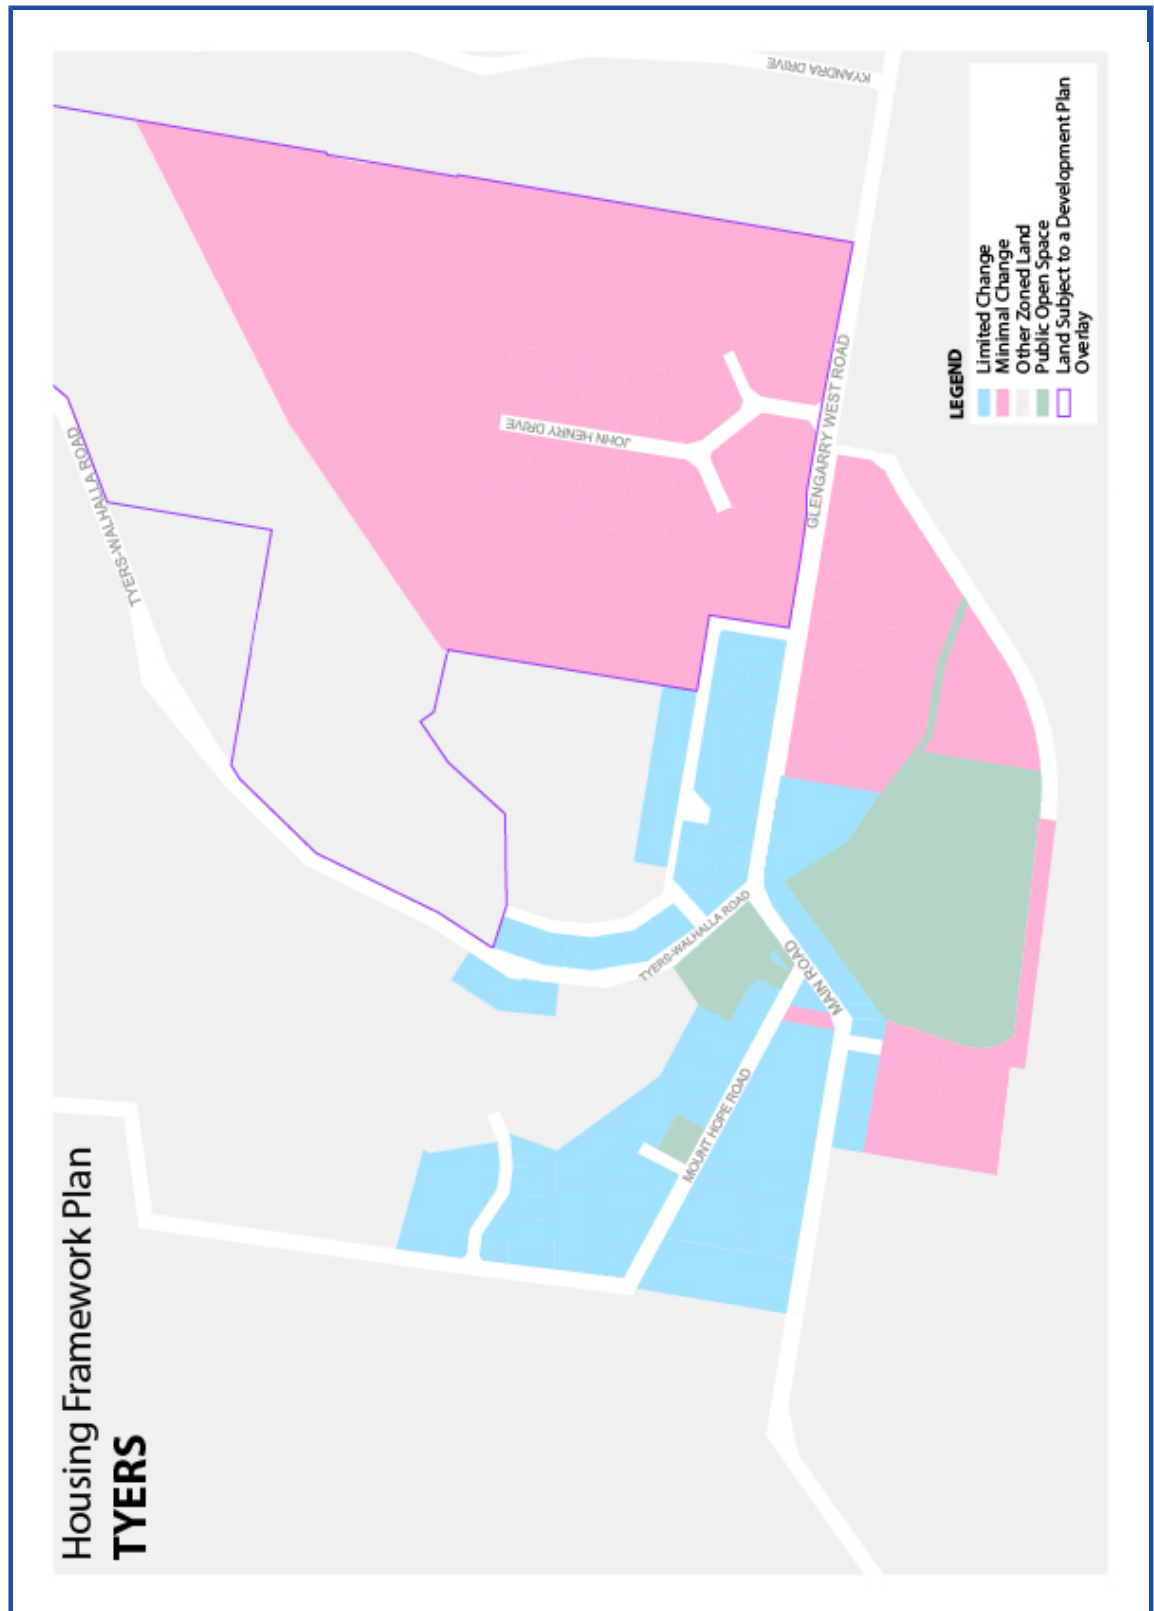 Housing Framework Plan
TYERS
KYANDRA DRIVE
TYERS-WALHALLA ROAD
JOHN HENRY DRIVE
GLENGARRY WEST ROAD
TYERS-WALHALLA ROAD
MAIN ROAD
MOUNT HOPE ROAD
LEGEND
Limited Change
Minimal Change
Other Zoned Land
Public Open Space
Land Subject to a Development Plan
Overlay